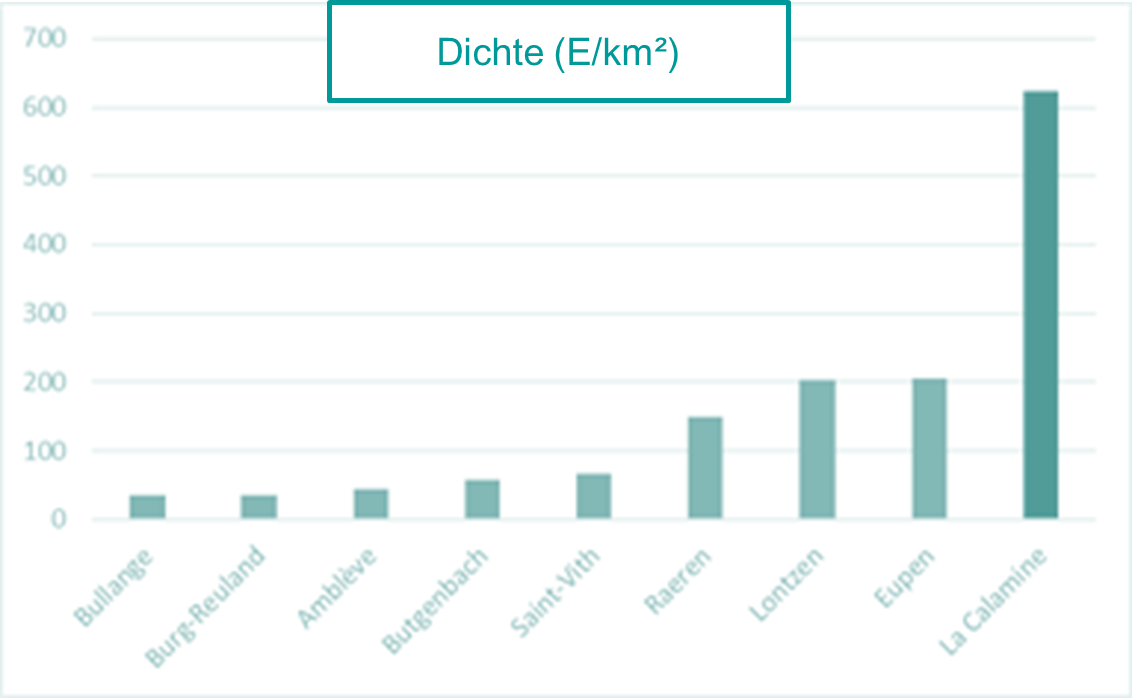 Dichte (E/km²)
700
600
500
400
300
200
100
0
Bullange
Burg-Reuland
Amblève
Butgenbach
Saint-Vith
Raeren
Lontzen
Eupen
La Calamine